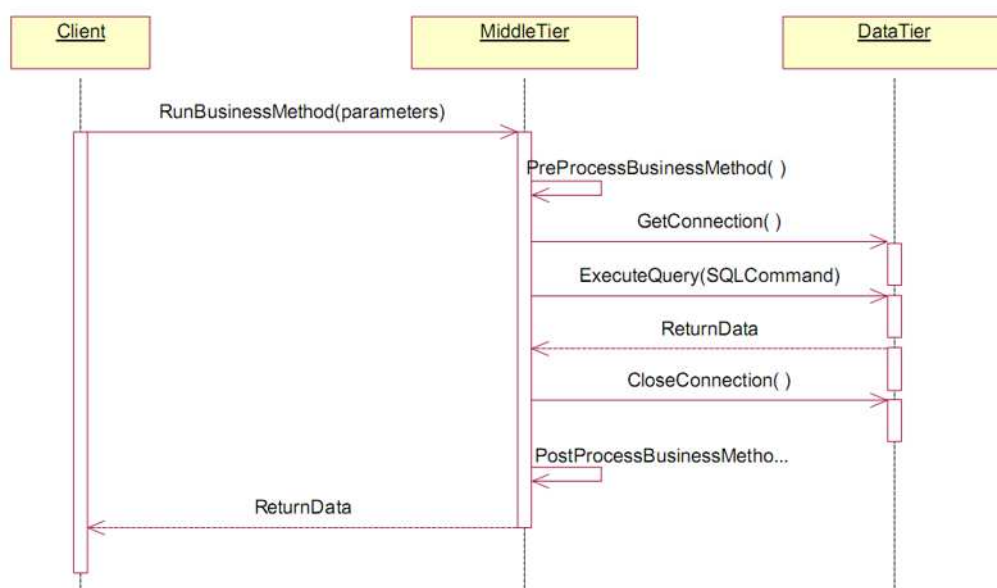 Client
MiddleTier
DataTier
RunBusinessMethod(parameters)
PreProcessBusinessMethod( )
GetConnection( )
ExecuteQuery(SQLCommand)
ReturnData
CloseConnection( )
PostProcessBusinessMetho...
ReturnData